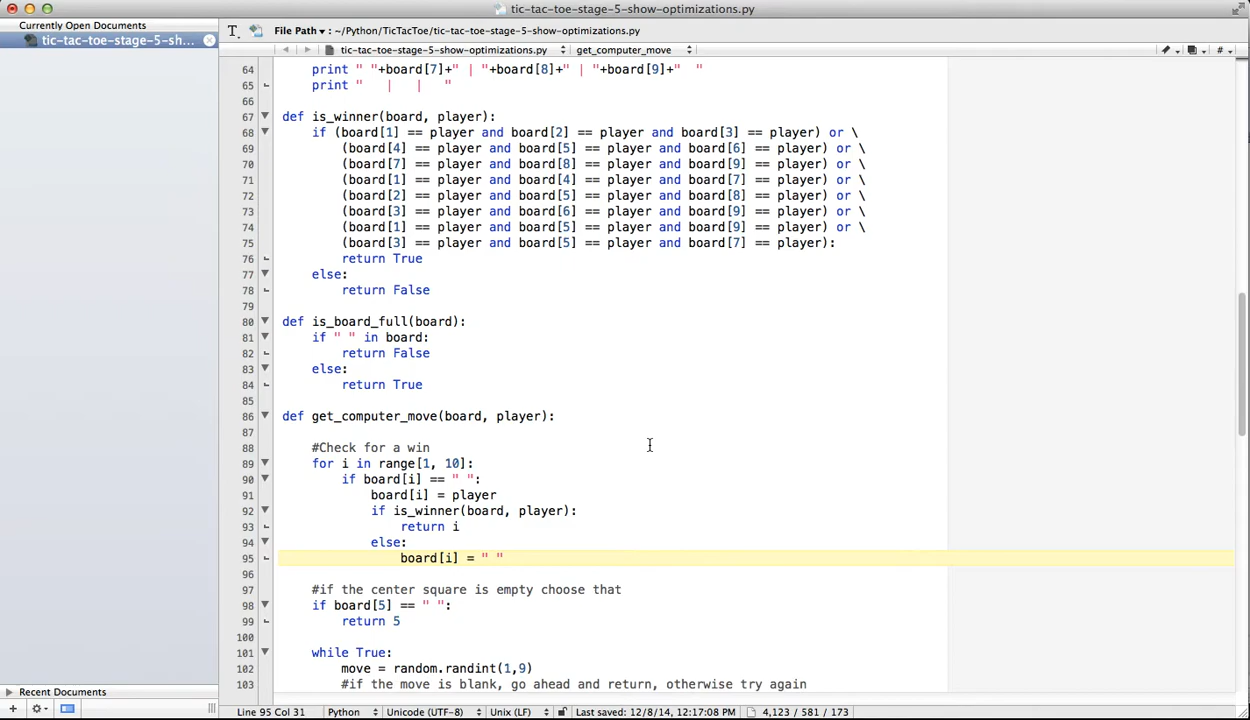 tic-tac-toe-stage-5-show-optimizations.py
Currently Open Documents
tic-tac-toe-stage-5-sh...
File Path ▾ : ~/Python/TicTacToe/tic-tac-toe-stage-5-show-optimizations.py
tic-tac-toe-stage-5-show-optimizations.py get_computer_move #
64 print " "+board[7]+" | "+board[8]+" | "+board[9]+"  "
65 print "   |   |   "
66
67 def is_winner(board, player):
68 if (board[1] == player and board[2] == player and board[3] == player) or \
69 (board[4] == player and board[5] == player and board[6] == player) or \
70 (board[7] == player and board[8] == player and board[9] == player) or \
71 (board[1] == player and board[4] == player and board[7] == player) or \
72 (board[2] == player and board[5] == player and board[8] == player) or \
73 (board[3] == player and board[6] == player and board[9] == player) or \
74 (board[1] == player and board[5] == player and board[9] == player) or \
75 (board[3] == player and board[5] == player and board[7] == player):
76 return True
77 else:
78 return False
79
80 def is_board_full(board):
81 if " " in board:
82 return False
83 else:
84 return True
85
86 def get_computer_move(board, player):
87
88 #Check for a win
89 for i in range[1, 10]:
90 if board[i] == " ":
91 board[i] = player
92 if is_winner(board, player):
93 return i
94 else:
95 board[i] = " "
96
97 #if the center square is empty choose that
98 if board[5] == " ":
99 return 5
100
101 while True:
102 move = random.randint(1,9)
103 #if the move is blank, go ahead and return, otherwise try again
Recent Documents
Line 95 Col 31 Python Unicode (UTF-8) Unix (LF) Last saved: 12/8/14, 12:17:08 PM 4,123 / 581 / 173